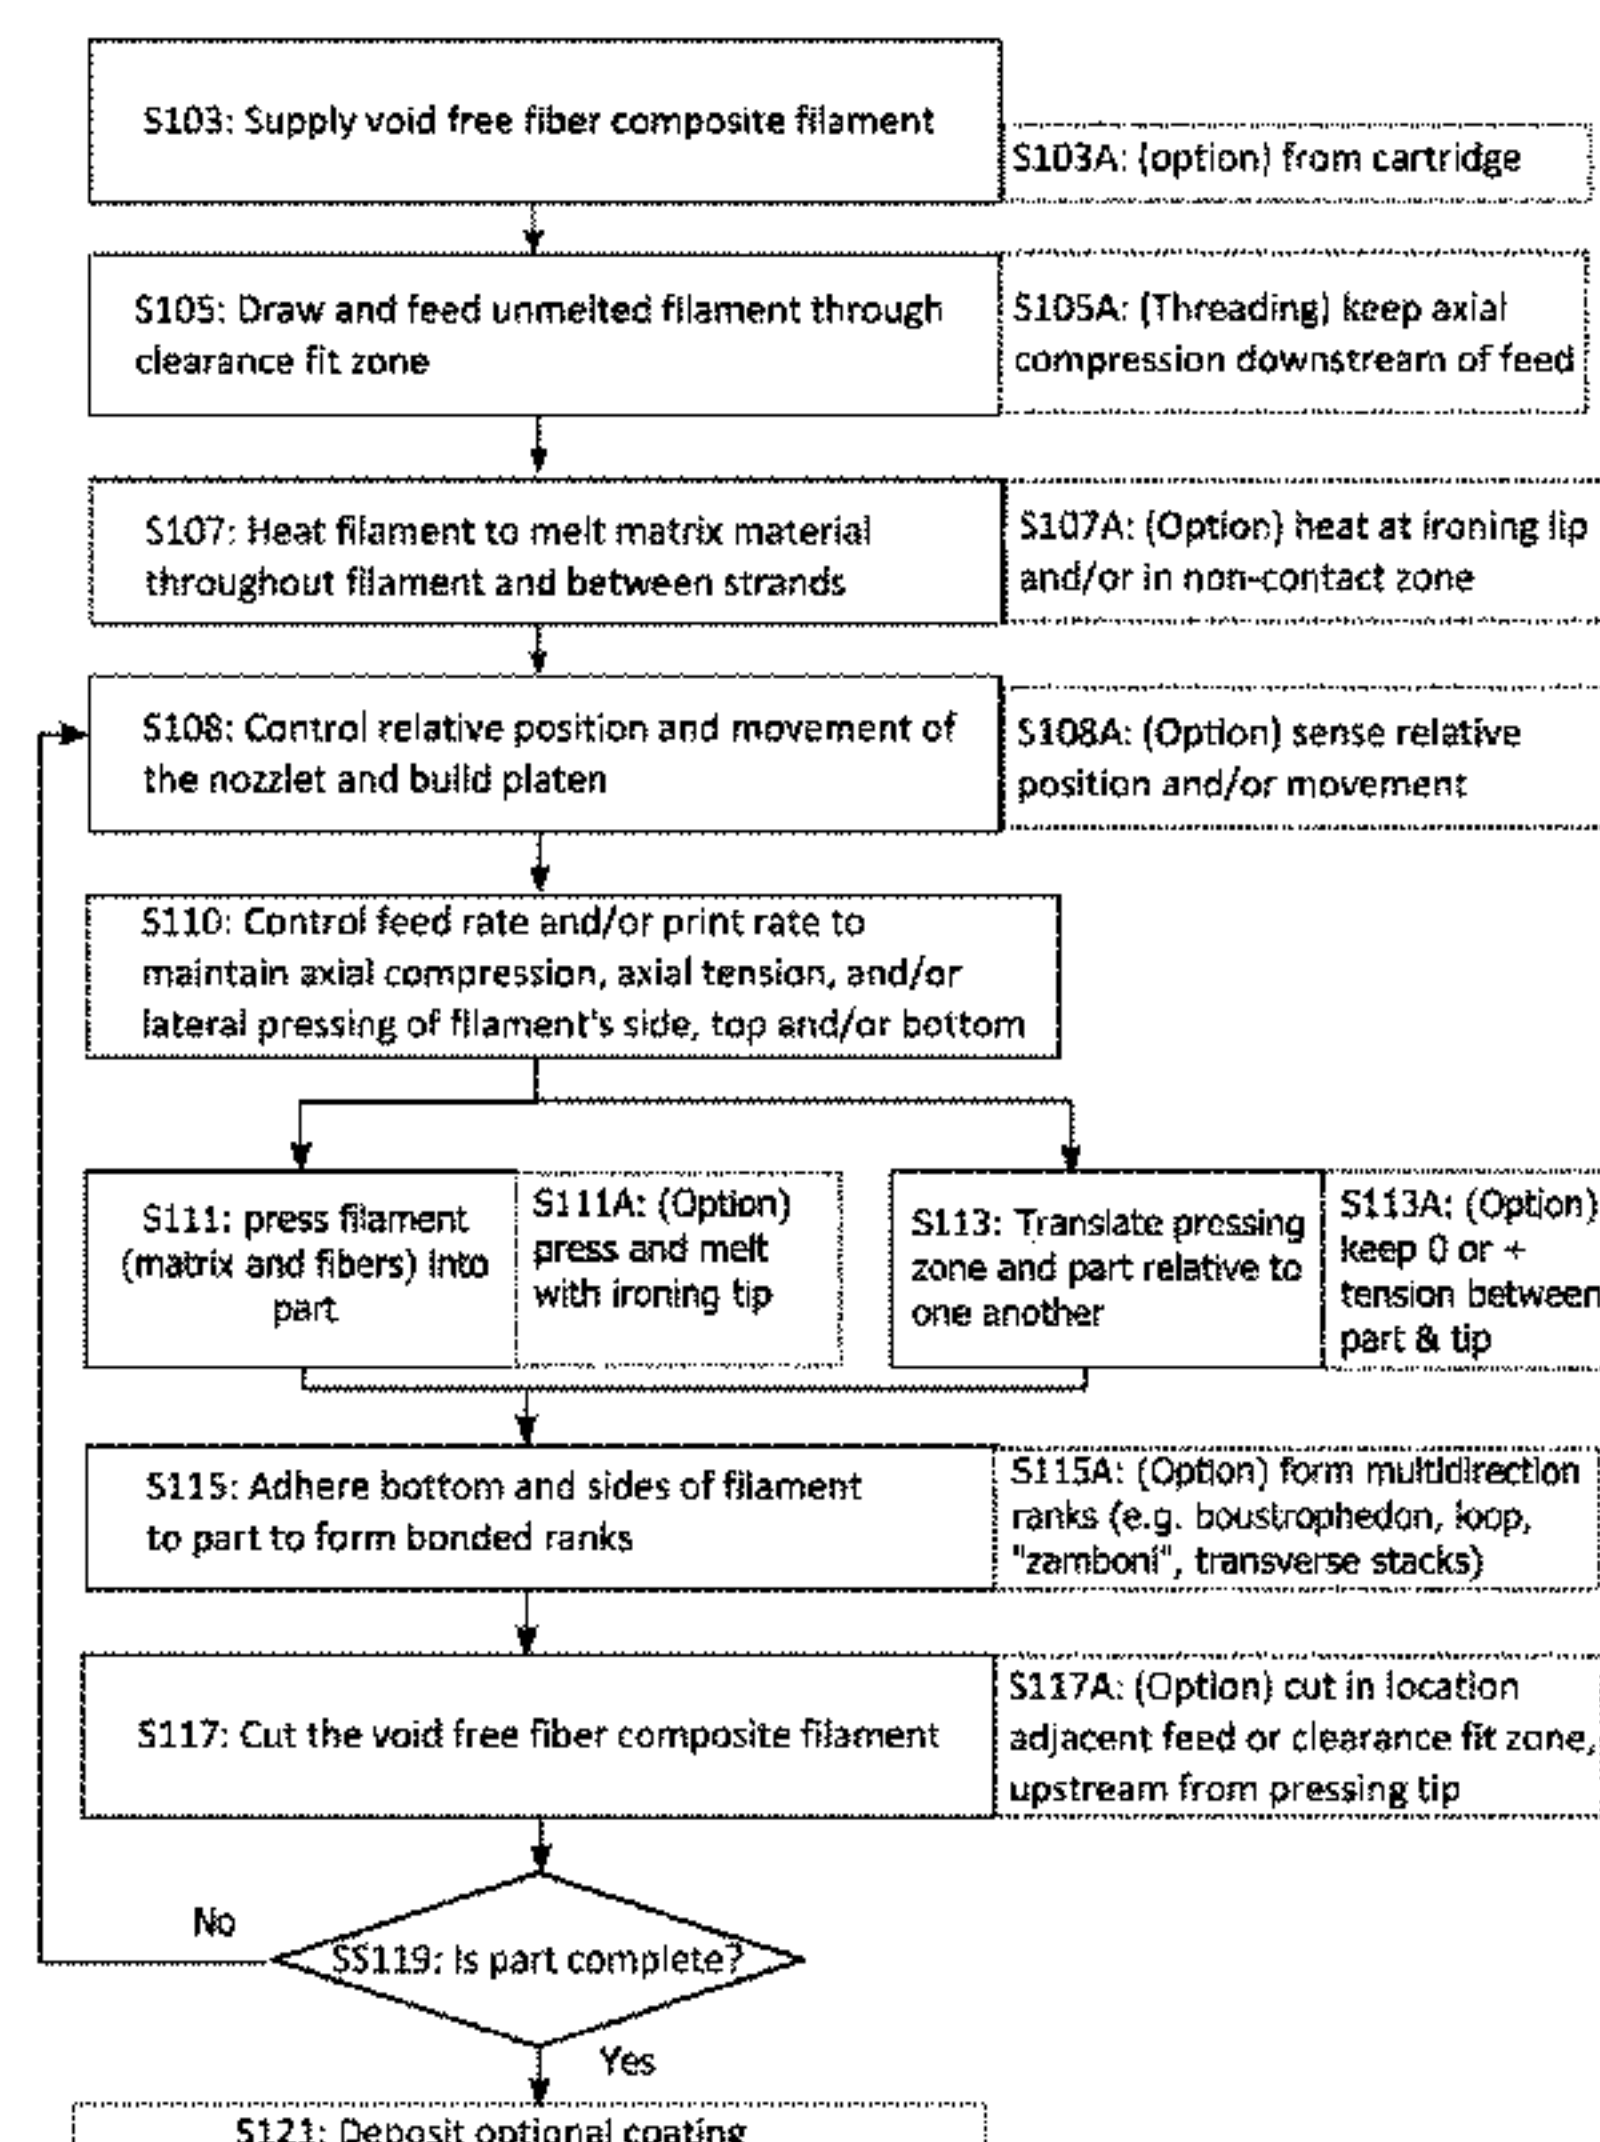 S103: Supply void free fiber composite filament
S103A: (option) from cartridge
S105: Draw and feed unmelted filament through
clearance fit zone
S105A: (Threading) keep axial
compression downstream of feed
S107: Heat filament to melt matrix material
throughout filament and between strands
S107A: (Option) heat at ironing lip
and/or in non-contact zone
S108: Control relative position and movement of
the nozzlet and build platen
S108A: (Option) sense relative
position and/or movement
S110: Control feed rate and/or print rate to
maintain axial compression, axial tension, and/or
lateral pressing of filament's side, top and/or bottom
S111: press filament
(matrix and fibers) into
part
S111A: (Option)
press and melt
with ironing tip
S113: Translate pressing
zone and part relative to
one another
S113A: (Option)
keep 0 or +
tension between
part & tip
S115: Adhere bottom and sides of filament
to part to form bonded ranks
S115A: (Option) form multidirection
ranks (e.g. boustrophedon, loop,
"zamboni", transverse stacks)
S117: Cut the void free fiber composite filament
S117A: (Option) cut in location
adjacent feed or clearance fit zone,
upstream from pressing tip
No
SS119: Is part complete?
Yes
S121: Deposit optional coating